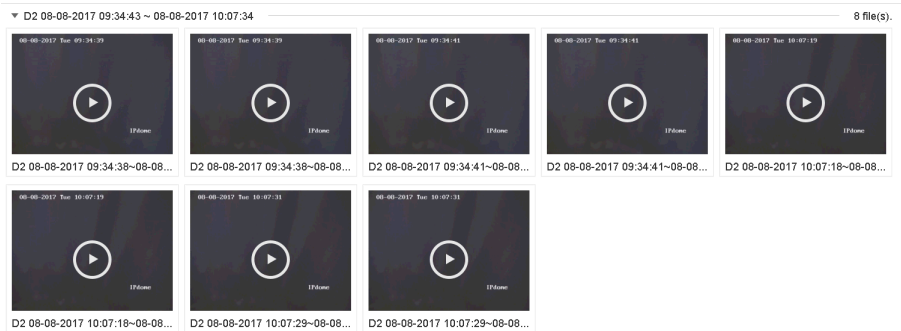 D2 08-08-2017 09:34:43 ~ 08-08-2017 10:07:34 8 file(s).
08-08-2017 Tue 09:34:39
IPdome
D2 08-08-2017 09:34:38~08-08...
08-08-2017 Tue 09:34:39
IPdome
D2 08-08-2017 09:34:38~08-08...
08-08-2017 Tue 09:34:41
IPdome
D2 08-08-2017 09:34:41~08-08...
08-08-2017 Tue 09:34:41
IPdome
D2 08-08-2017 09:34:41~08-08...
08-08-2017 Tue 10:07:19
IPdome
D2 08-08-2017 10:07:18~08-08...
08-08-2017 Tue 10:07:19
IPdome
D2 08-08-2017 10:07:18~08-08...
08-08-2017 Tue 10:07:31
IPdome
D2 08-08-2017 10:07:29~08-08...
08-08-2017 Tue 10:07:31
IPdome
D2 08-08-2017 10:07:29~08-08...